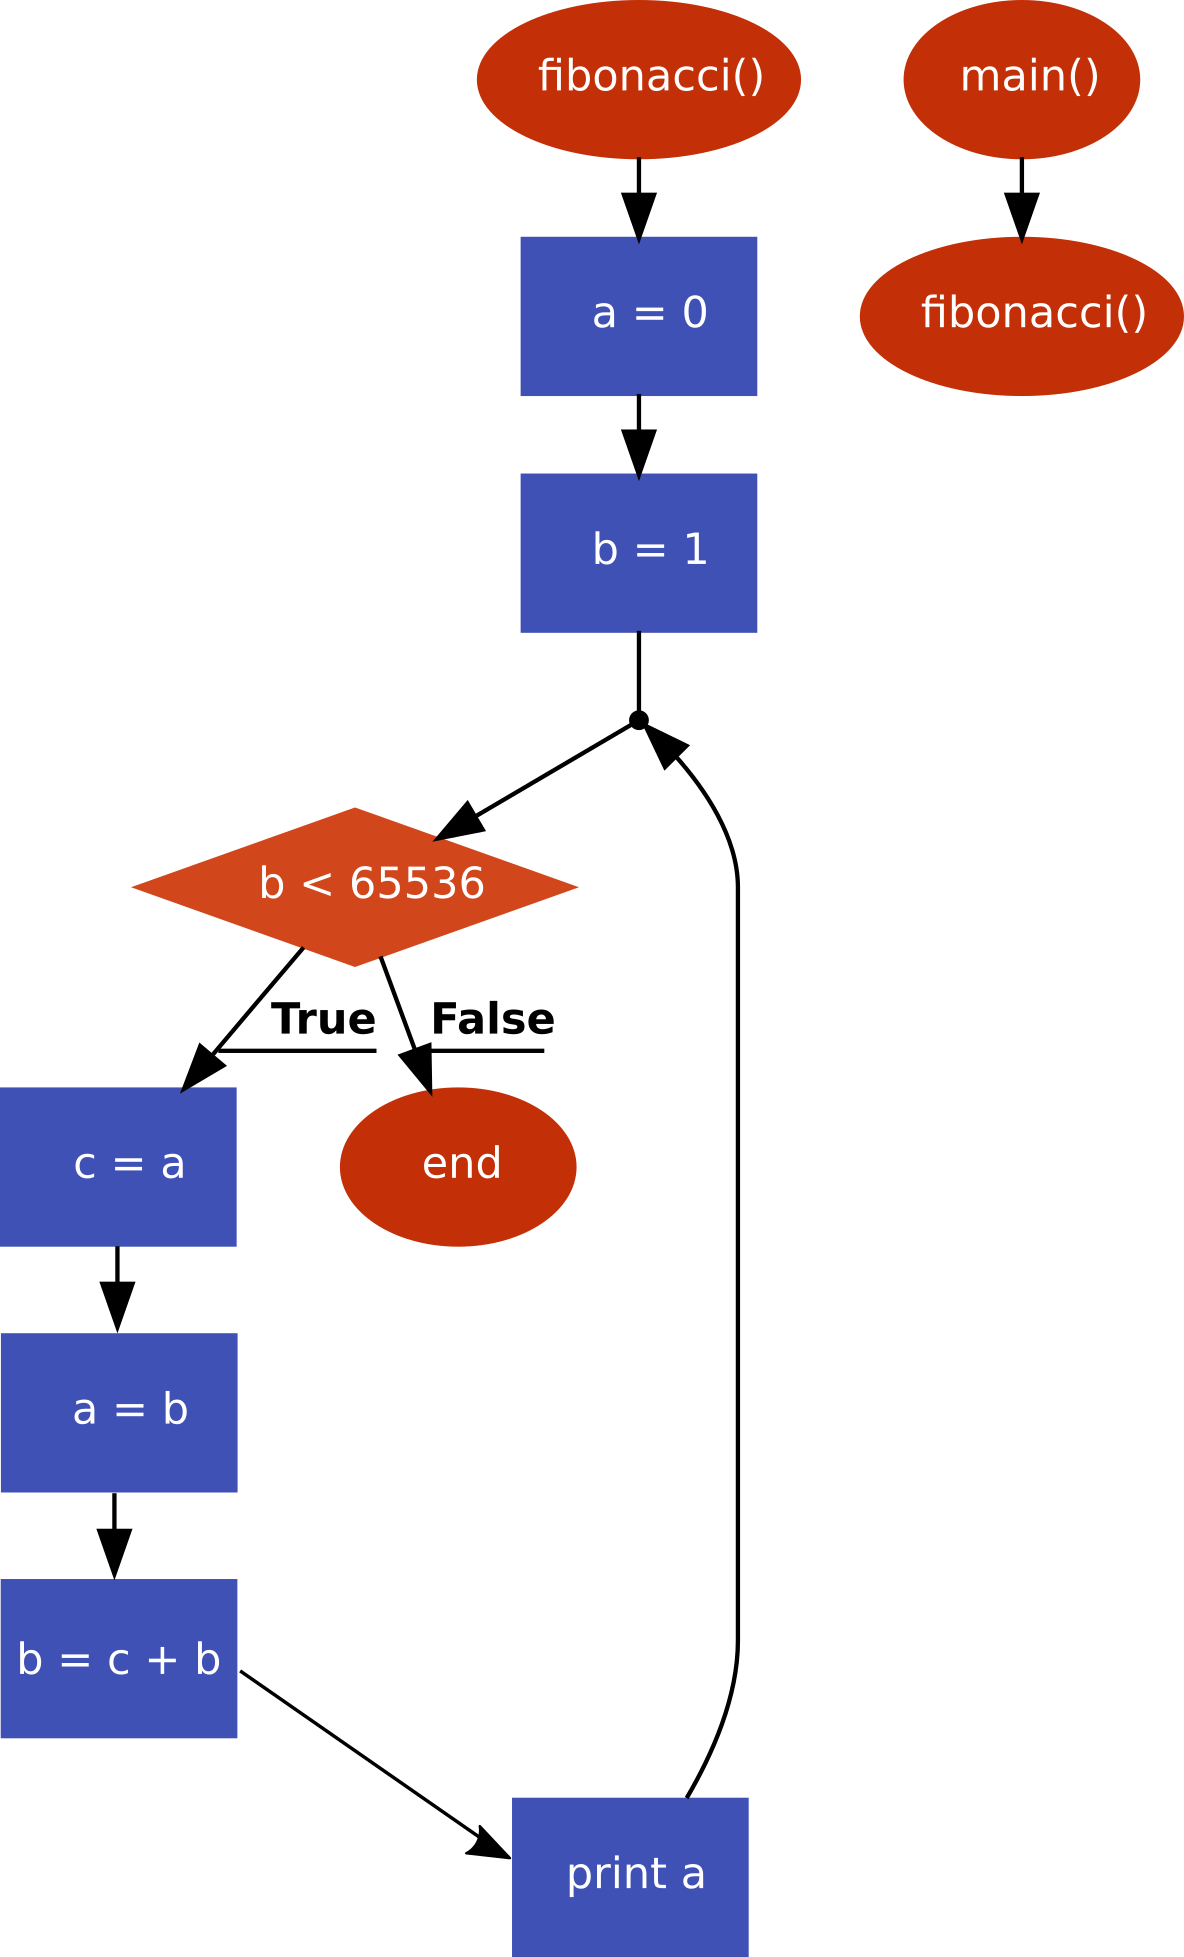 fibonacci()
main()
a = 0
fibonacci()
b = 1
b < 65536
True
False
c = a
end
a = b
b = c + b
print a